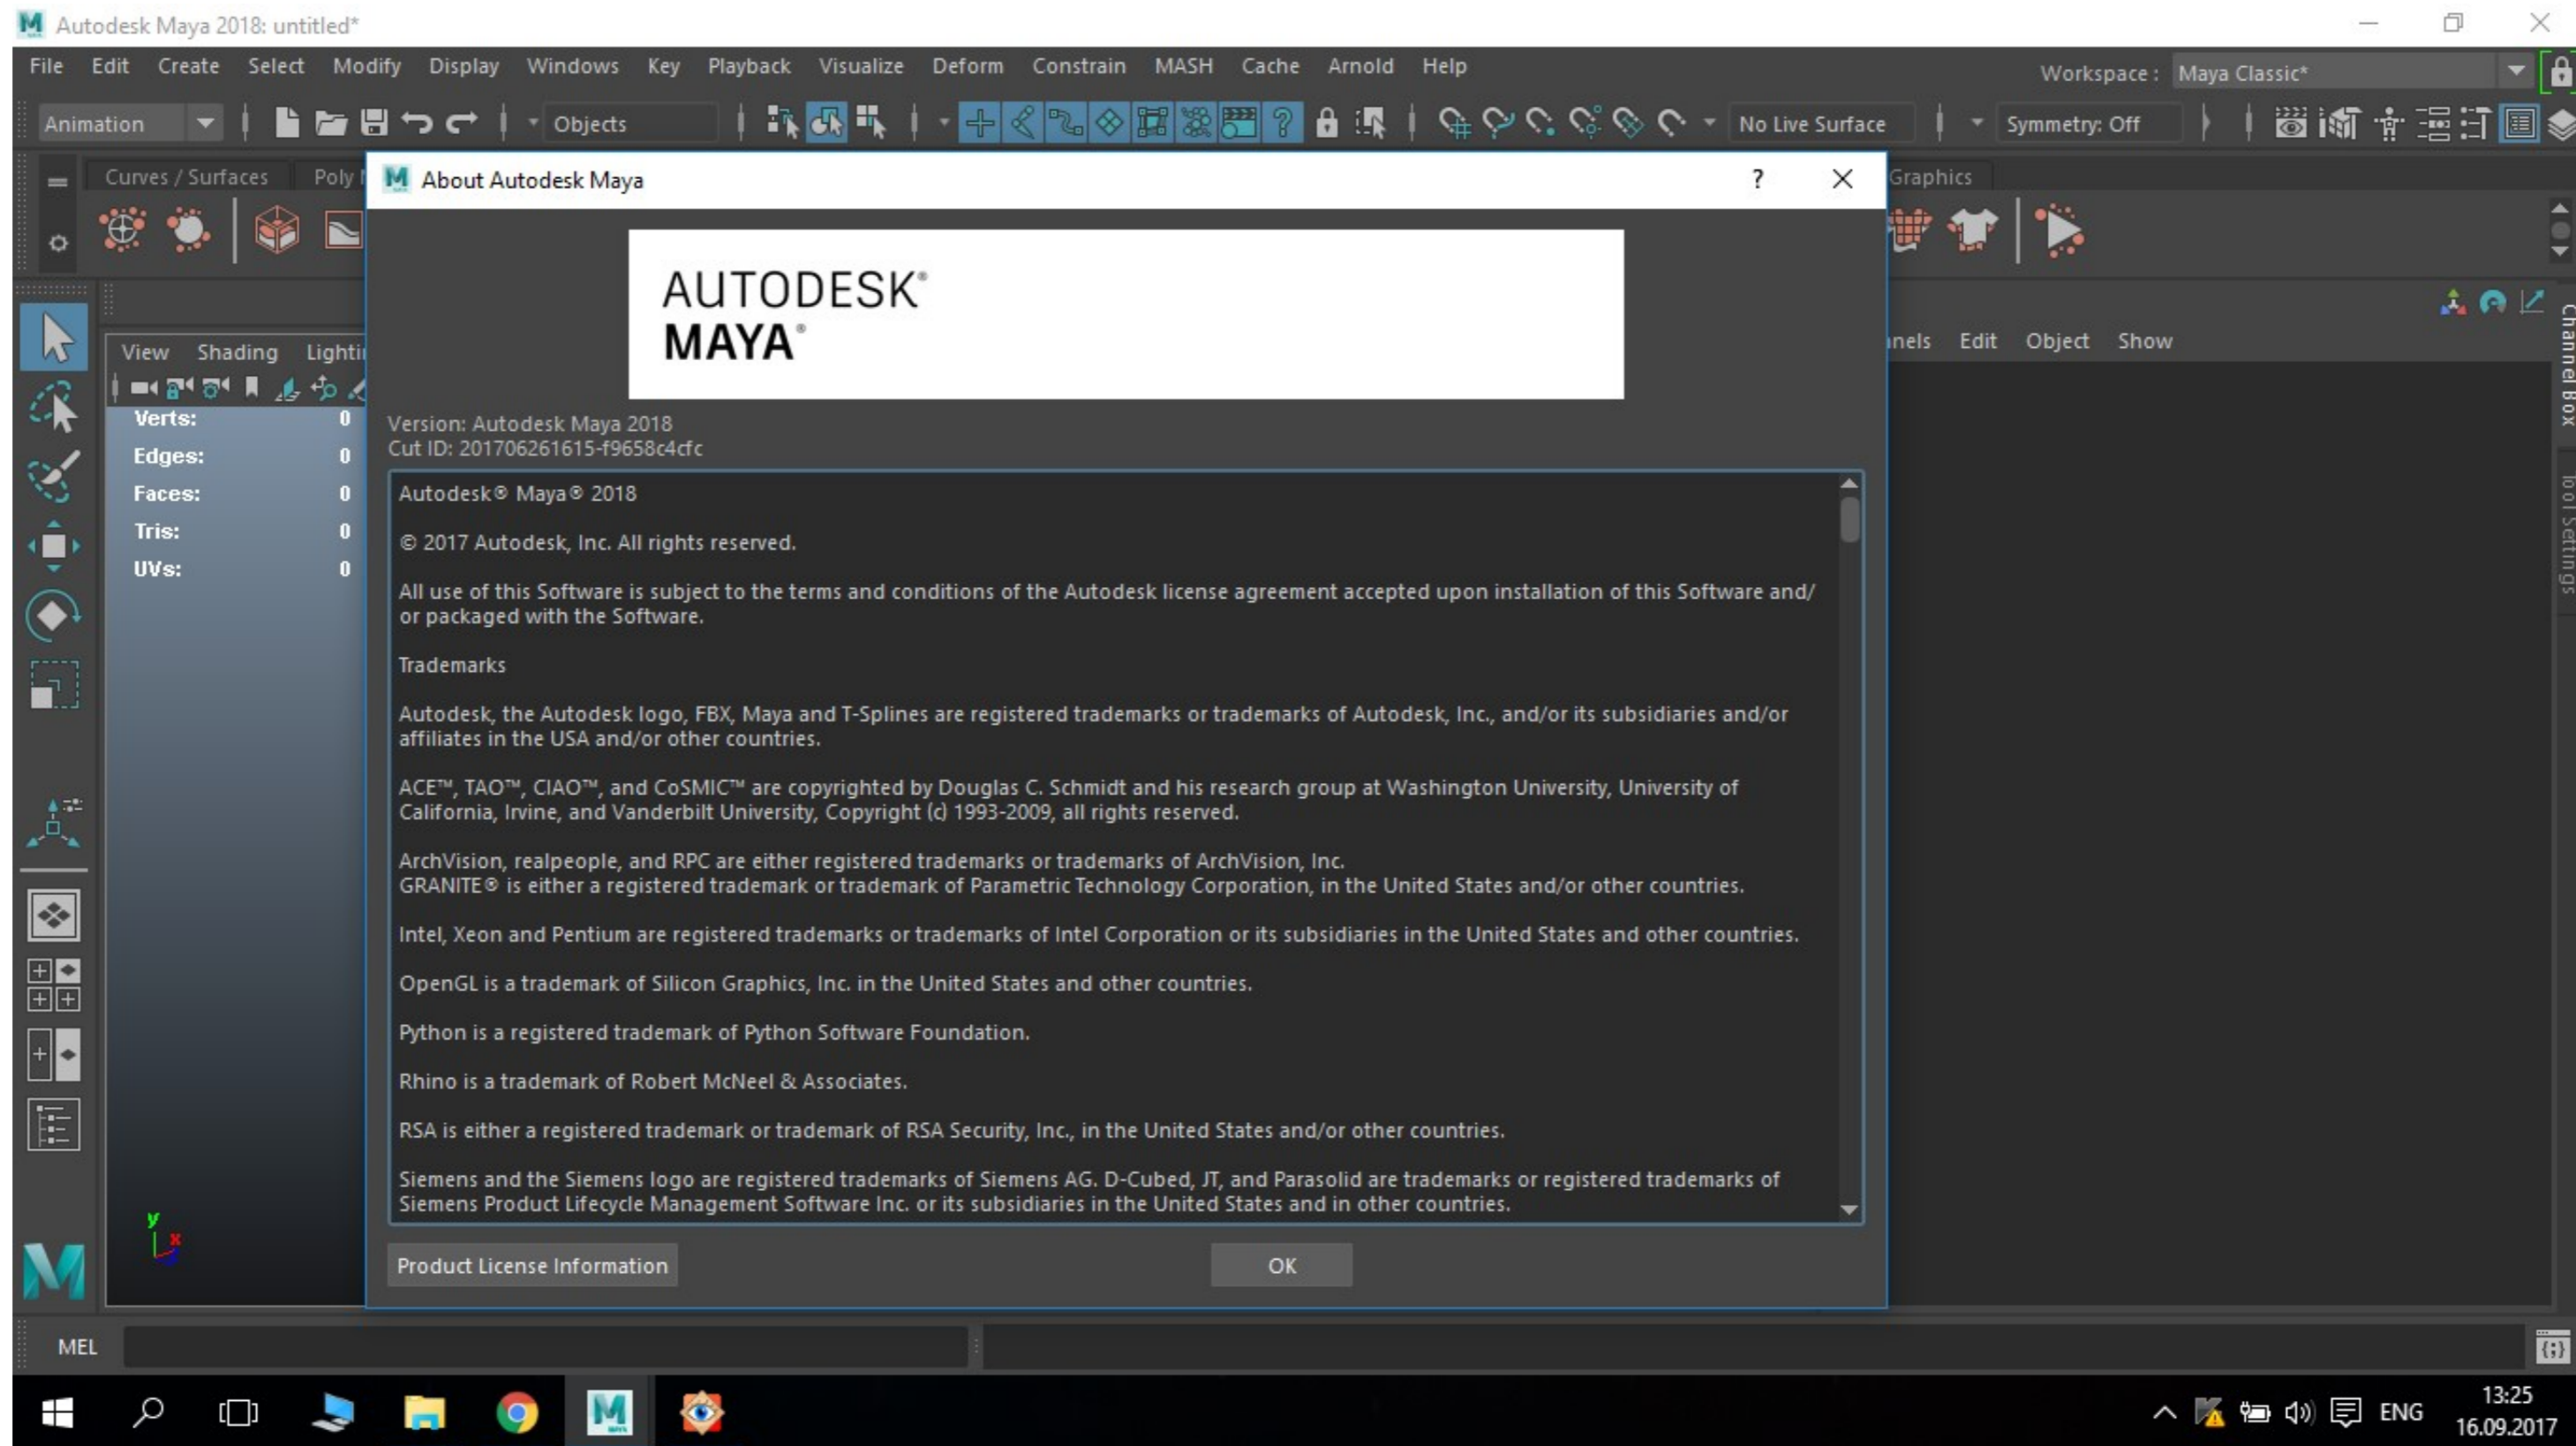 Autodesk Maya 2018: untitled*
File Edit Create Select Modify Display Windows Key Playback Visualize Deform Constrain MASH Cache Arnold Help
Workspace: Maya Classic*
Animation
Objects
No Live Surface
Symmetry: Off
Curves / Surfaces
Poly
About Autodesk Maya
?
Graphics
AUTODESK®
MAYA®
View Shading
nels Edit Object Show
Channel Box
Tool Settings
Verts: 0
Edges: 0
Faces: 0
Tris: 0
UVs: 0
Version: Autodesk Maya 2018
Cut ID: 201706261615-f9658c4cfc
Autodesk® Maya® 2018
© 2017 Autodesk, Inc. All rights reserved.
All use of this Software is subject to the terms and conditions of the Autodesk license agreement accepted upon installation of this Software and/
or packaged with the Software.
Trademarks
Autodesk, the Autodesk logo, FBX, Maya and T-Splines are registered trademarks or trademarks of Autodesk, Inc., and/or its subsidiaries and/or
affiliates in the USA and/or other countries.
ACE™, TAO™, CIAO™, and CoSMIC™ are copyrighted by Douglas C. Schmidt and his research group at Washington University, University of
California, Irvine, and Vanderbilt University, Copyright (c) 1993-2009, all rights reserved.
ArchVision, realpeople, and RPC are either registered trademarks or trademarks of ArchVision, Inc.
GRANITE® is either a registered trademark or trademark of Parametric Technology Corporation, in the United States and/or other countries.
Intel, Xeon and Pentium are registered trademarks or trademarks of Intel Corporation or its subsidiaries in the United States and other countries.
OpenGL is a trademark of Silicon Graphics, Inc. in the United States and other countries.
Python is a registered trademark of Python Software Foundation.
Rhino is a trademark of Robert McNeel & Associates.
RSA is either a registered trademark or trademark of RSA Security, Inc., in the United States and/or other countries.
Siemens and the Siemens logo are registered trademarks of Siemens AG. D-Cubed, JT, and Parasolid are trademarks or registered trademarks of
Siemens Product Lifecycle Management Software Inc. or its subsidiaries in the United States and in other countries.
y
x
Product License Information
OK
MEL
ENG
13:25
16.09.2017